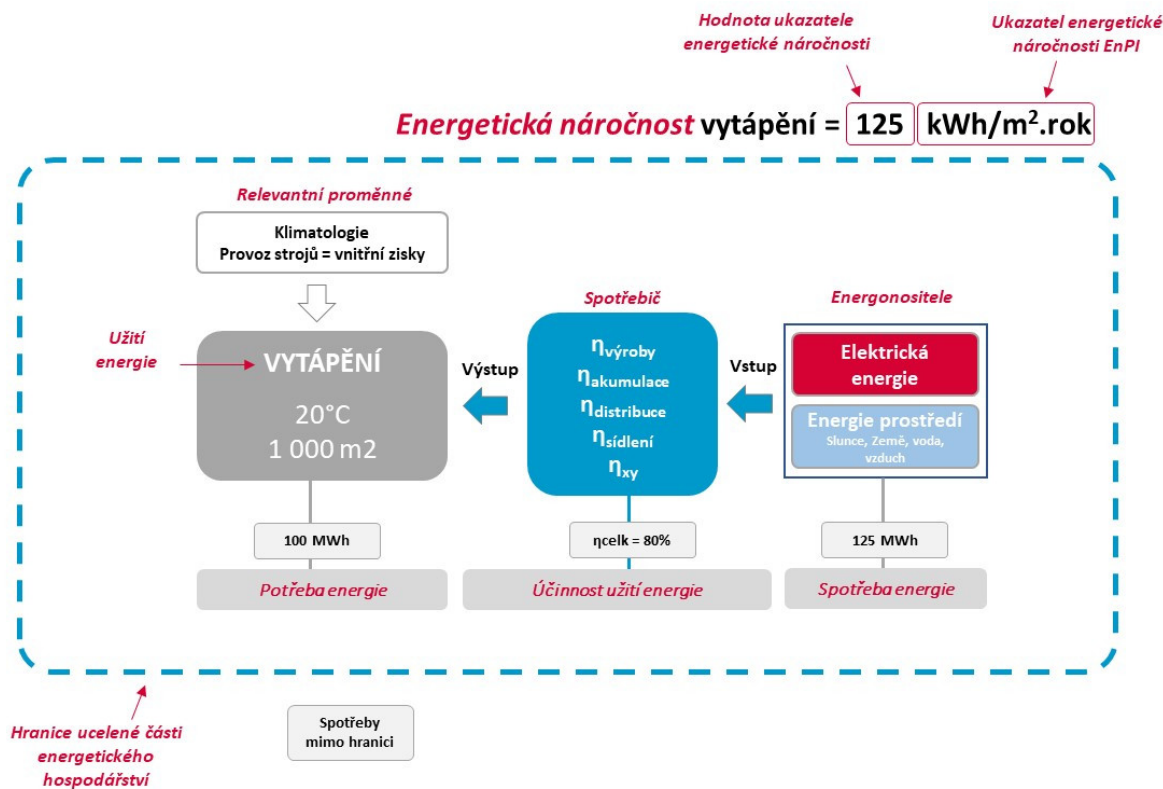 Hodnota ukazatele
energetické náročnosti
Ukazatel energetické
náročnosti EnPI
Energetická náročnost vytápění = 125 kWh/m².rok
Relevantní proměnné
Klimatologie
Provoz strojů = vnitřní zisky
Užití
energie
VYTÁPĚNÍ
20°C
1 000 m2
Výstup
Spotřebič
ηvýroby
ηakumulace
ηdistribuce
ηsídlení
ηxy
Vstup
Energonositele
Elektrická
energie
Energie prostředí
Slunce, Země, voda,
vzduch
100 MWh
ηcelk = 80%
125 MWh
Potřeba energie
Účinnost užití energie
Spotřeba energie
Hranice ucelené části
energetického
hospodářství
Spotřeby
mimo hranici